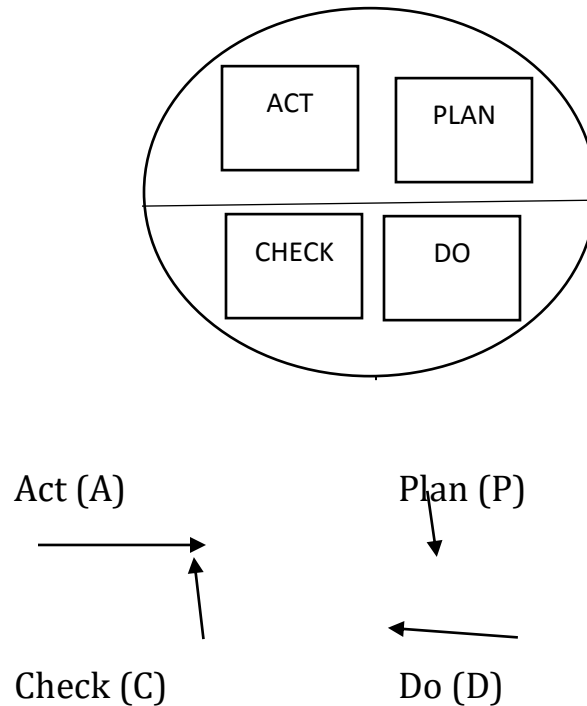 ACT
PLAN
CHECK
DO
Act (A)
Plan (P)
Check (C)
Do (D)